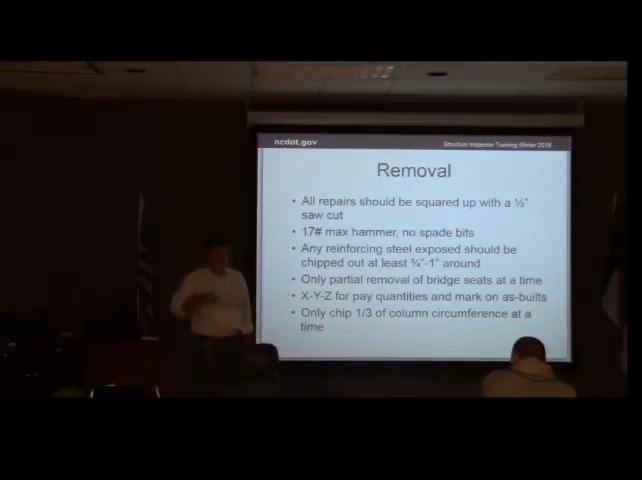 ncdot.gov
Structure Inspector Training Winter 2018
Removal
• All repairs should be squared up with a ½"
saw cut
• 17# max hammer, no spade bits
• Any reinforcing steel exposed should be
chipped out at least ¾"-1" around
• Only partial removal of bridge seats at a time
• X-Y-Z for pay quantities and mark on as-builts
• Only chip 1/3 of column circumference at a
time